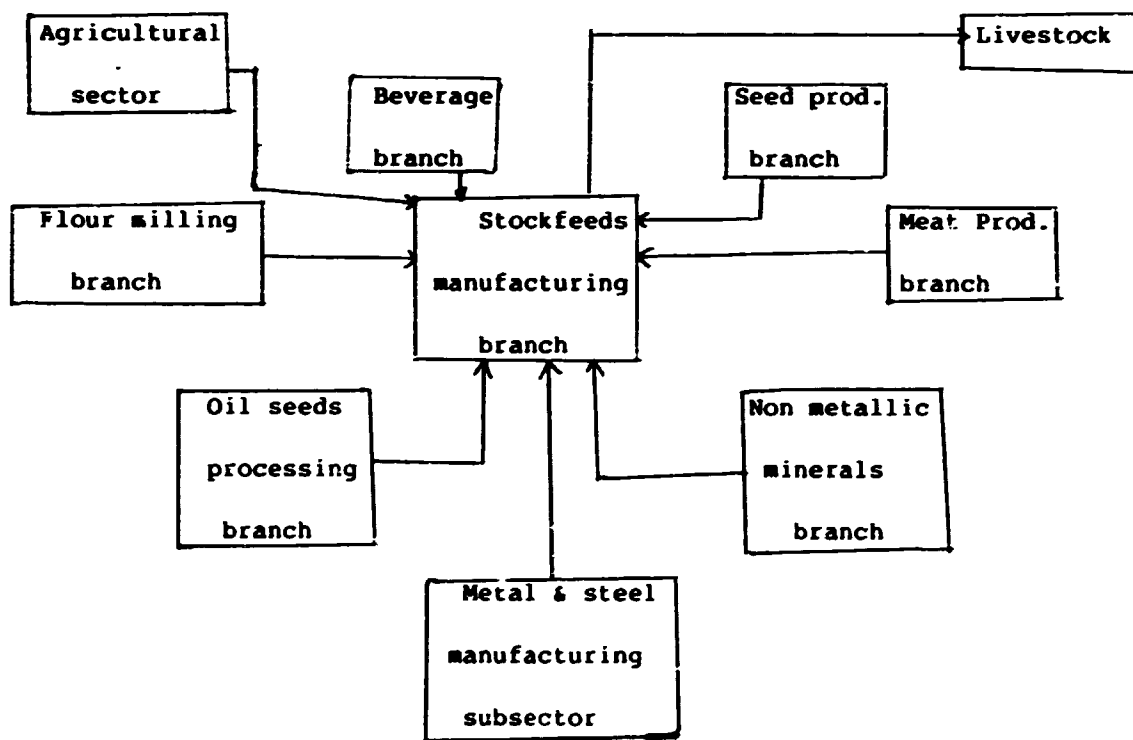 Agricultural
sector
Livestock
Beverage
branch
Seed prod.
branch
Flour milling
branch
Stockfeeds
manufacturing
branch
Meat Prod.
branch
Oil seeds
processing
branch
Non metallic
minerals
branch
Metal & steel
manufacturing
subsector